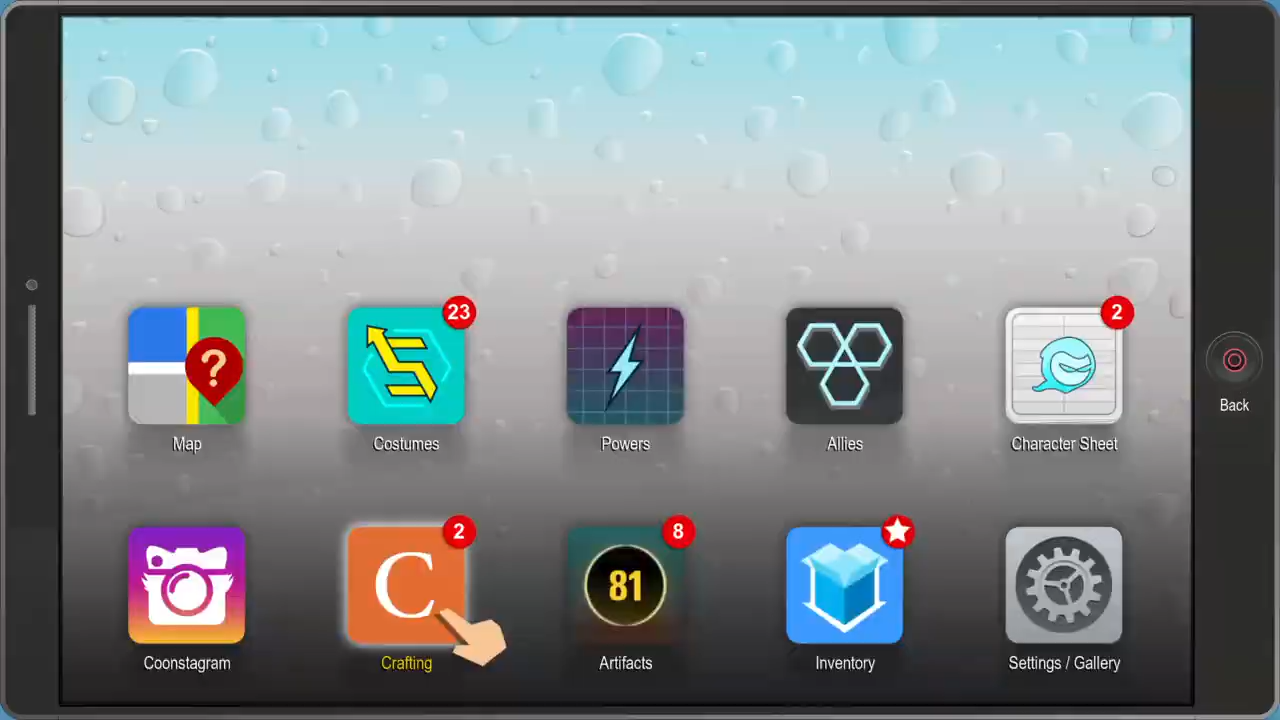 23
2
?
Map
Costumes
Powers
Allies
Character Sheet
Back
2
8
C
81
Coonstagram
Crafting
Artifacts
Inventory
Settings / Gallery